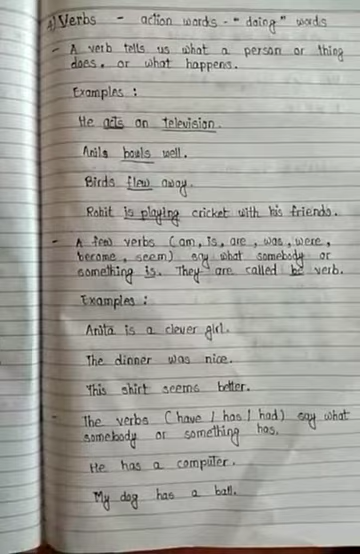 4) Verbs - action words - "doing" words
- A verb tells us what a person or thing
does, or what happens.
Examples :
He acts on television.
Anita bowls well.
Birds flew away.
Rohit is playing cricket with his friends.
- A few verbs (am, is, are, was, were,
become, seem) say what somebody or
something is. They are called be verb.
Examples :
Anita is a clever girl.
The dinner was nice.
This shirt seems better.
- The verbs (have / has / had) say what
somebody or something has.
He has a computer.
My dog has a ball.